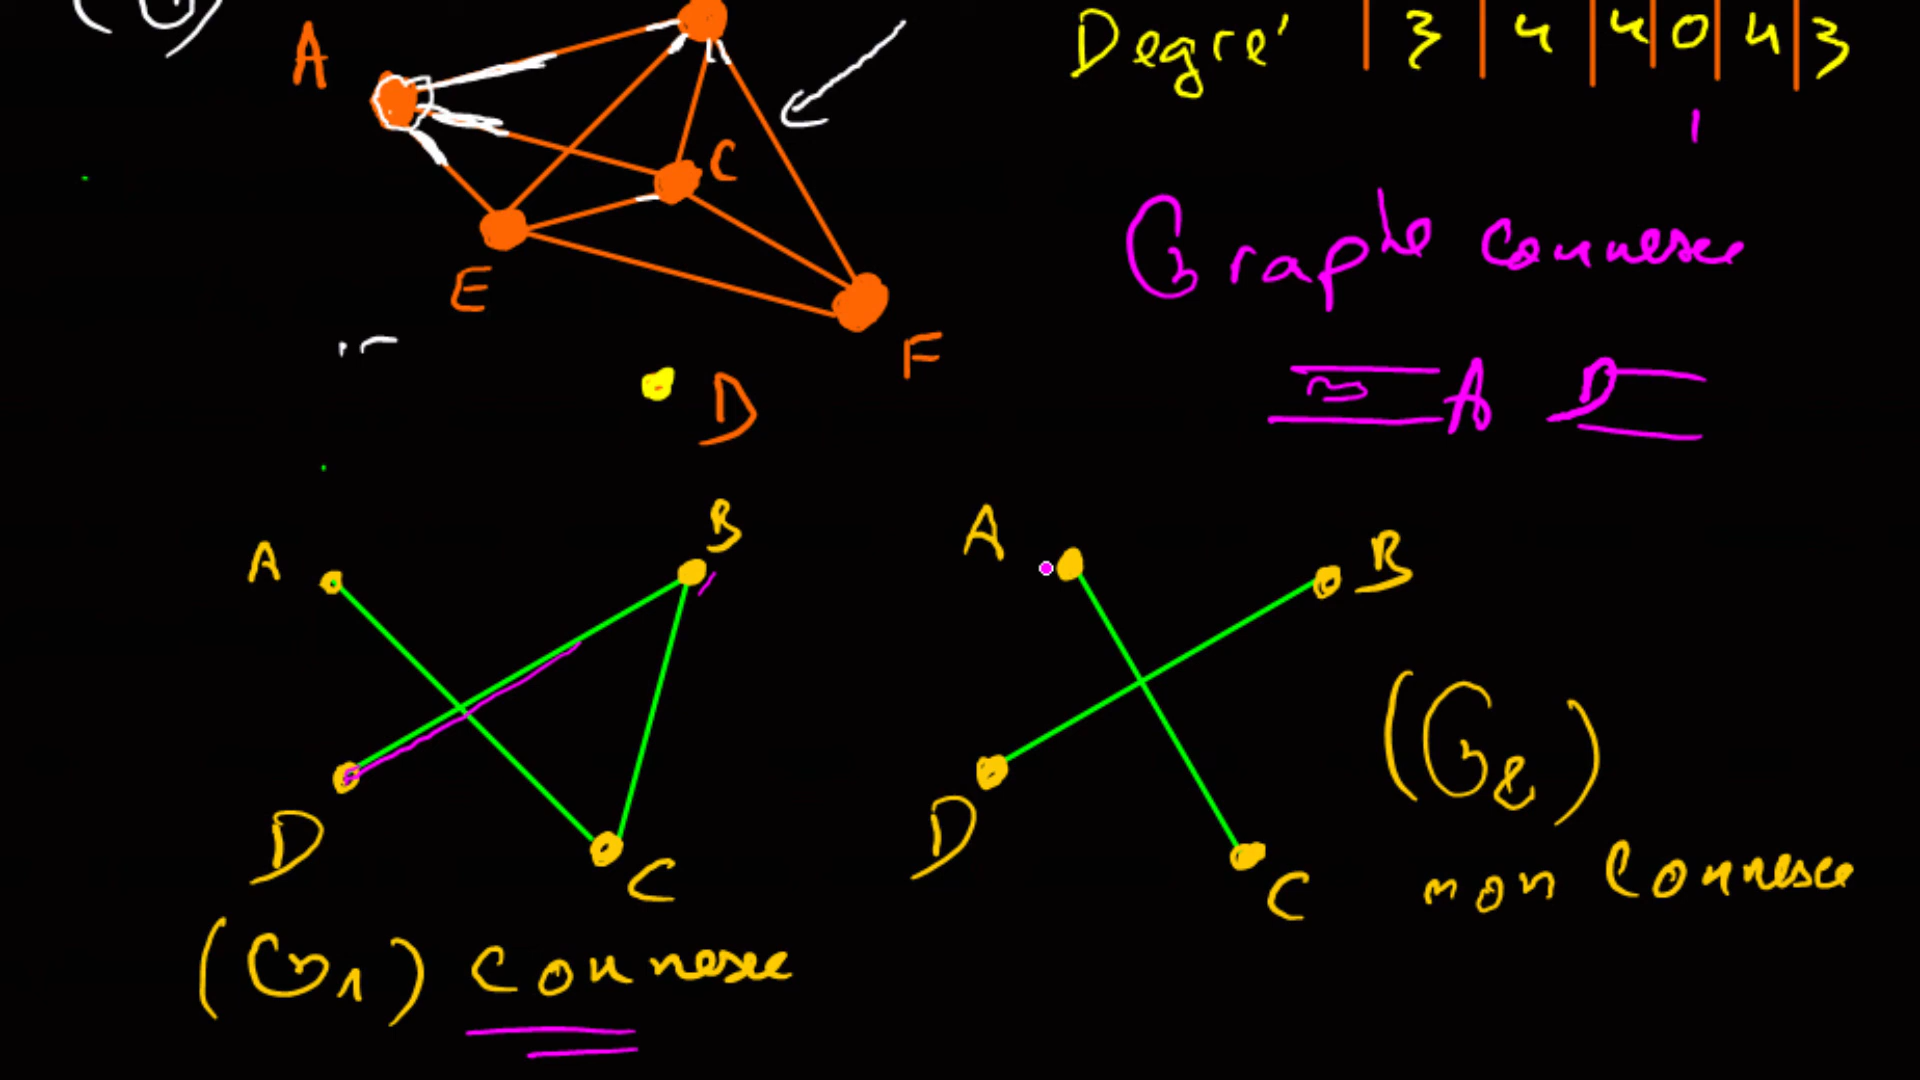 (G)
A
Degré | 3 | 4 | 4 | 0 | 4 | 3
C
Graphe connexe
E
F
A D
D
A
B
A
B
(G2)
D
C
D
C
non Connexe
(G1) connexe